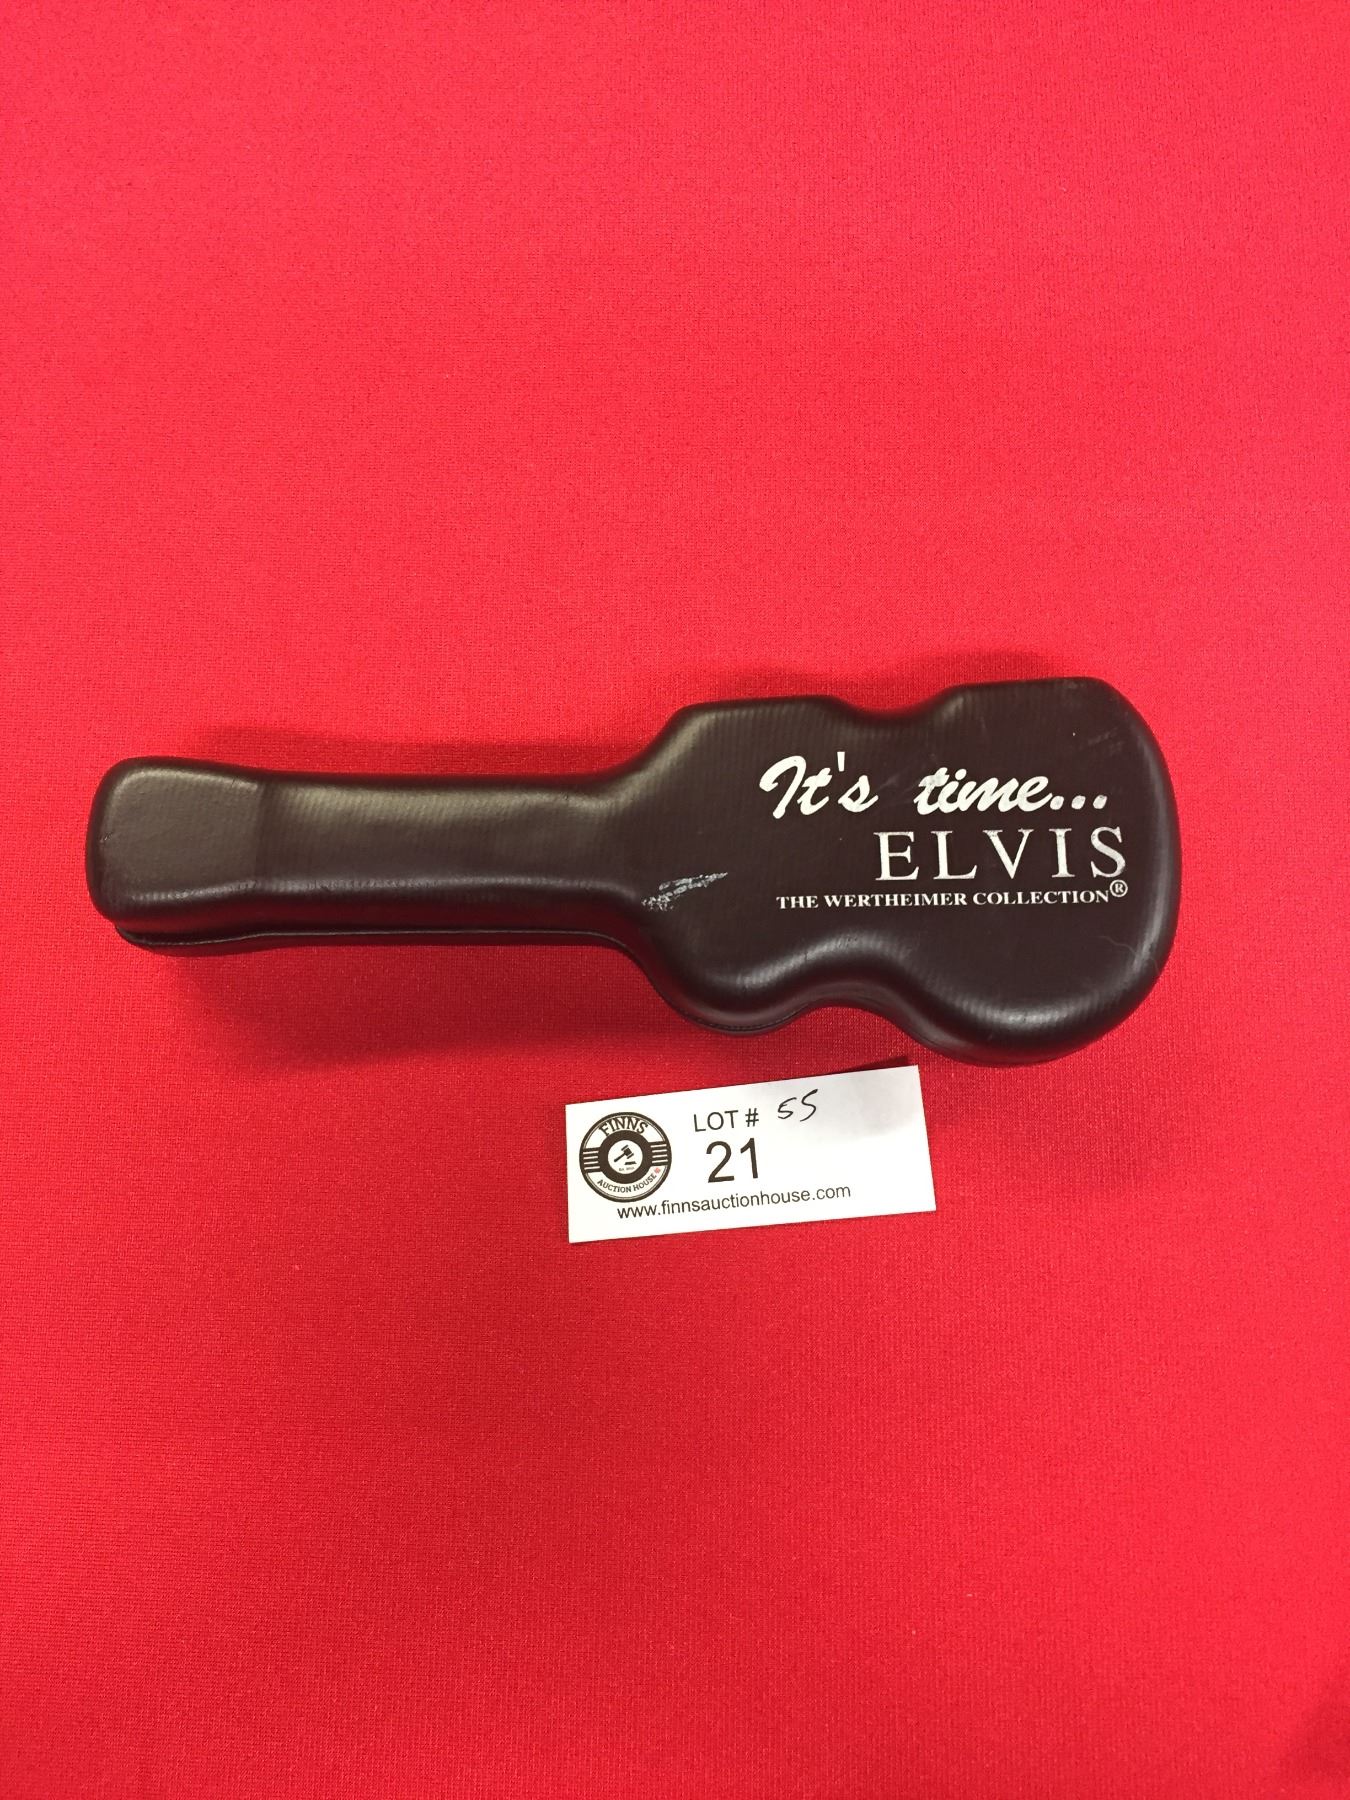 It's time...
ELVIS
THE WERTHEIMER COLLECTION®
FINNS
AUCTION HOUSE
LOT # 55
21
www.finnsauctionhouse.com